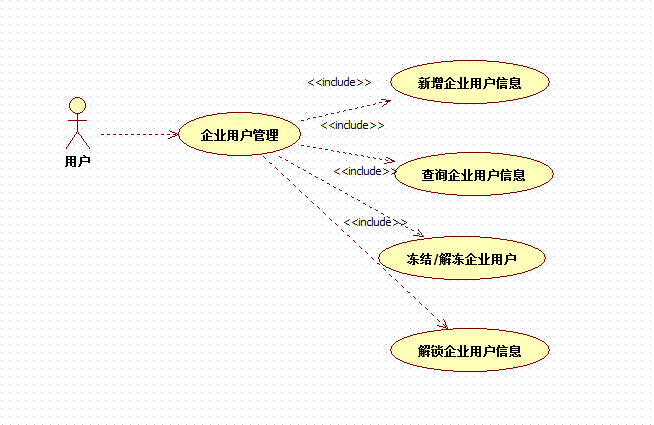 <<include>>
新增企业用户信息
<<include>>
企业用户管理
用户
<<include>>
查询企业用户信息
<<include>>
冻结/解冻企业用户
解锁企业用户信息